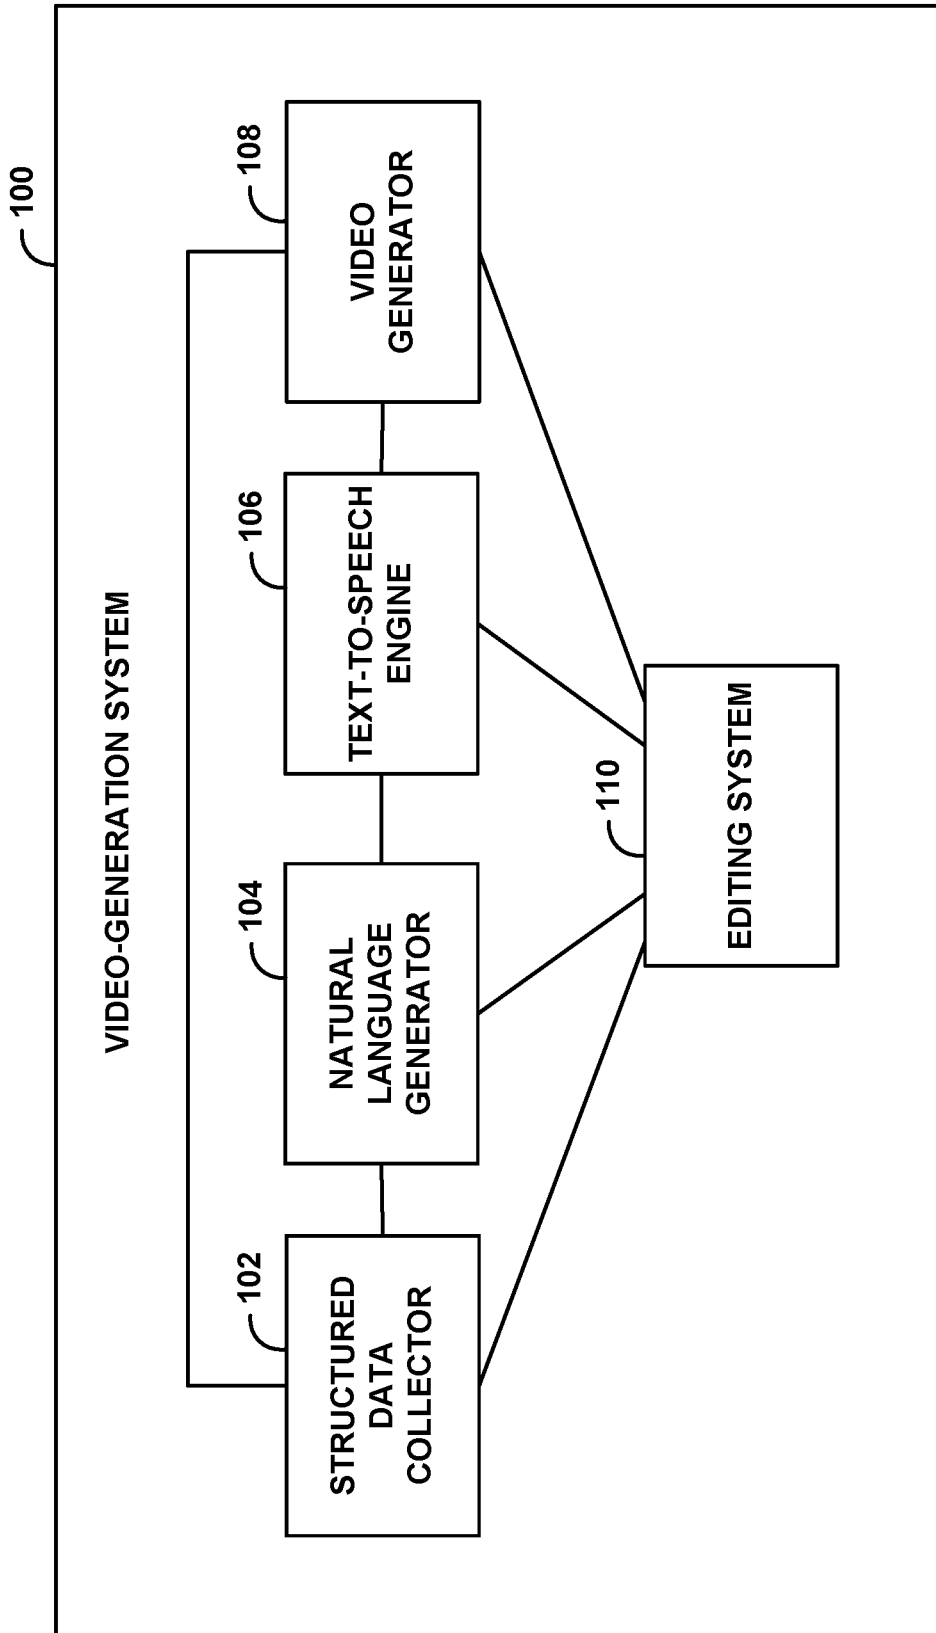 100
VIDEO-GENERATION SYSTEM
102
STRUCTURED
DATA
COLLECTOR
104
NATURAL
LANGUAGE
GENERATOR
106
TEXT-TO-SPEECH
ENGINE
108
VIDEO
GENERATOR
110
EDITING SYSTEM